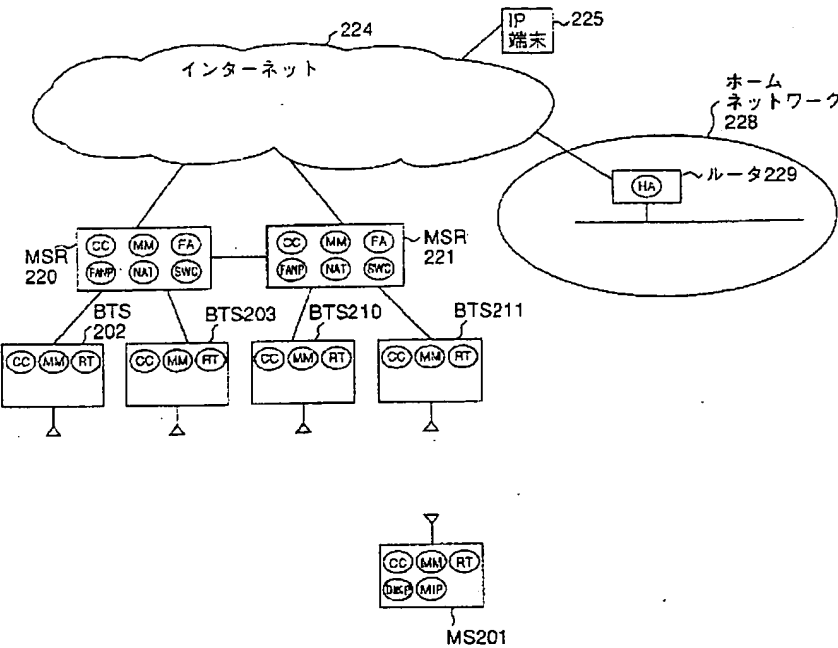 224
IP
端末
225
インターネット
ホーム
ネットワーク
228
HA
ルータ229
MSR
220
CC MM FA
FANP NAT SWC
CC MM FA
FANP NAT SWC
MSR
221
BTS
202
BTS203
BTS210
BTS211
CC MM RT
CC MM RT
CC MM RT
CC MM RT
CC MM RT
MIP
MS201